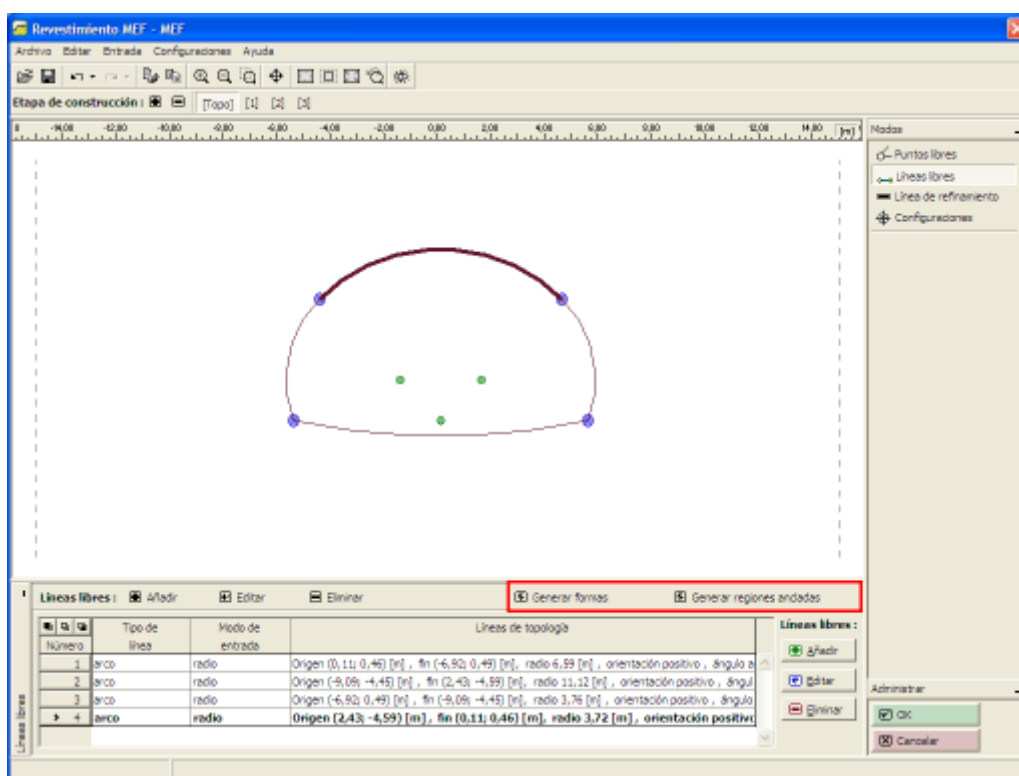 Revestimiento MEF - MEF
Archivo Editar Entrada Configuraciones Ayuda
Etapa de construcción : [Topo] [1] [2] [3]
-14,00 -12,00 -10,00 -8,00 -6,00 -4,00 -2,00 0,00 2,00 4,00 6,00 8,00 10,00 12,00 14,00 [m]
Modos
Puntos libres
Líneas libres
Línea de refinamiento
Configuraciones
Líneas libres : Añadir Editar Eliminar Generar formas Generar regiones ancladas
Número Tipo de línea Modo de entrada Líneas de topología
1 arco radio Origen (0,11; 0,46) [m] , fin (-6,92; 0,49) [m], radio 6,59 [m] , orientación positivo , ángulo a
2 arco radio Origen (-9,09; -4,45) [m] , fin (2,43; -4,59) [m], radio 11,12 [m] , orientación positivo , ángul
3 arco radio Origen (-6,92; 0,49) [m] , fin (-9,09; -4,45) [m], radio 3,76 [m] , orientación positivo , ángulo
4 arco radio Origen (2,43; -4,59) [m] , fin (0,11; 0,46) [m], radio 3,72 [m] , orientación positivo
Líneas libres :
Añadir
Editar
Eliminar
Líneas libres
Administrar
OK
Cancelar